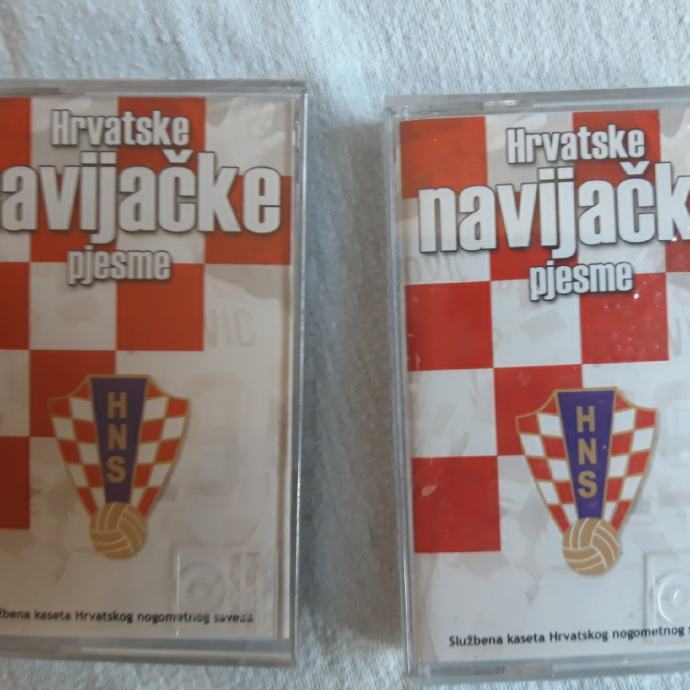 Hrvatske
avijačke
pjesme
HNS
žbena kaseta Hrvatskog nogometnog saveza
Hrvatske
navijačk
pjesme
HNS
Službena kaseta Hrvatskog nogometnog s